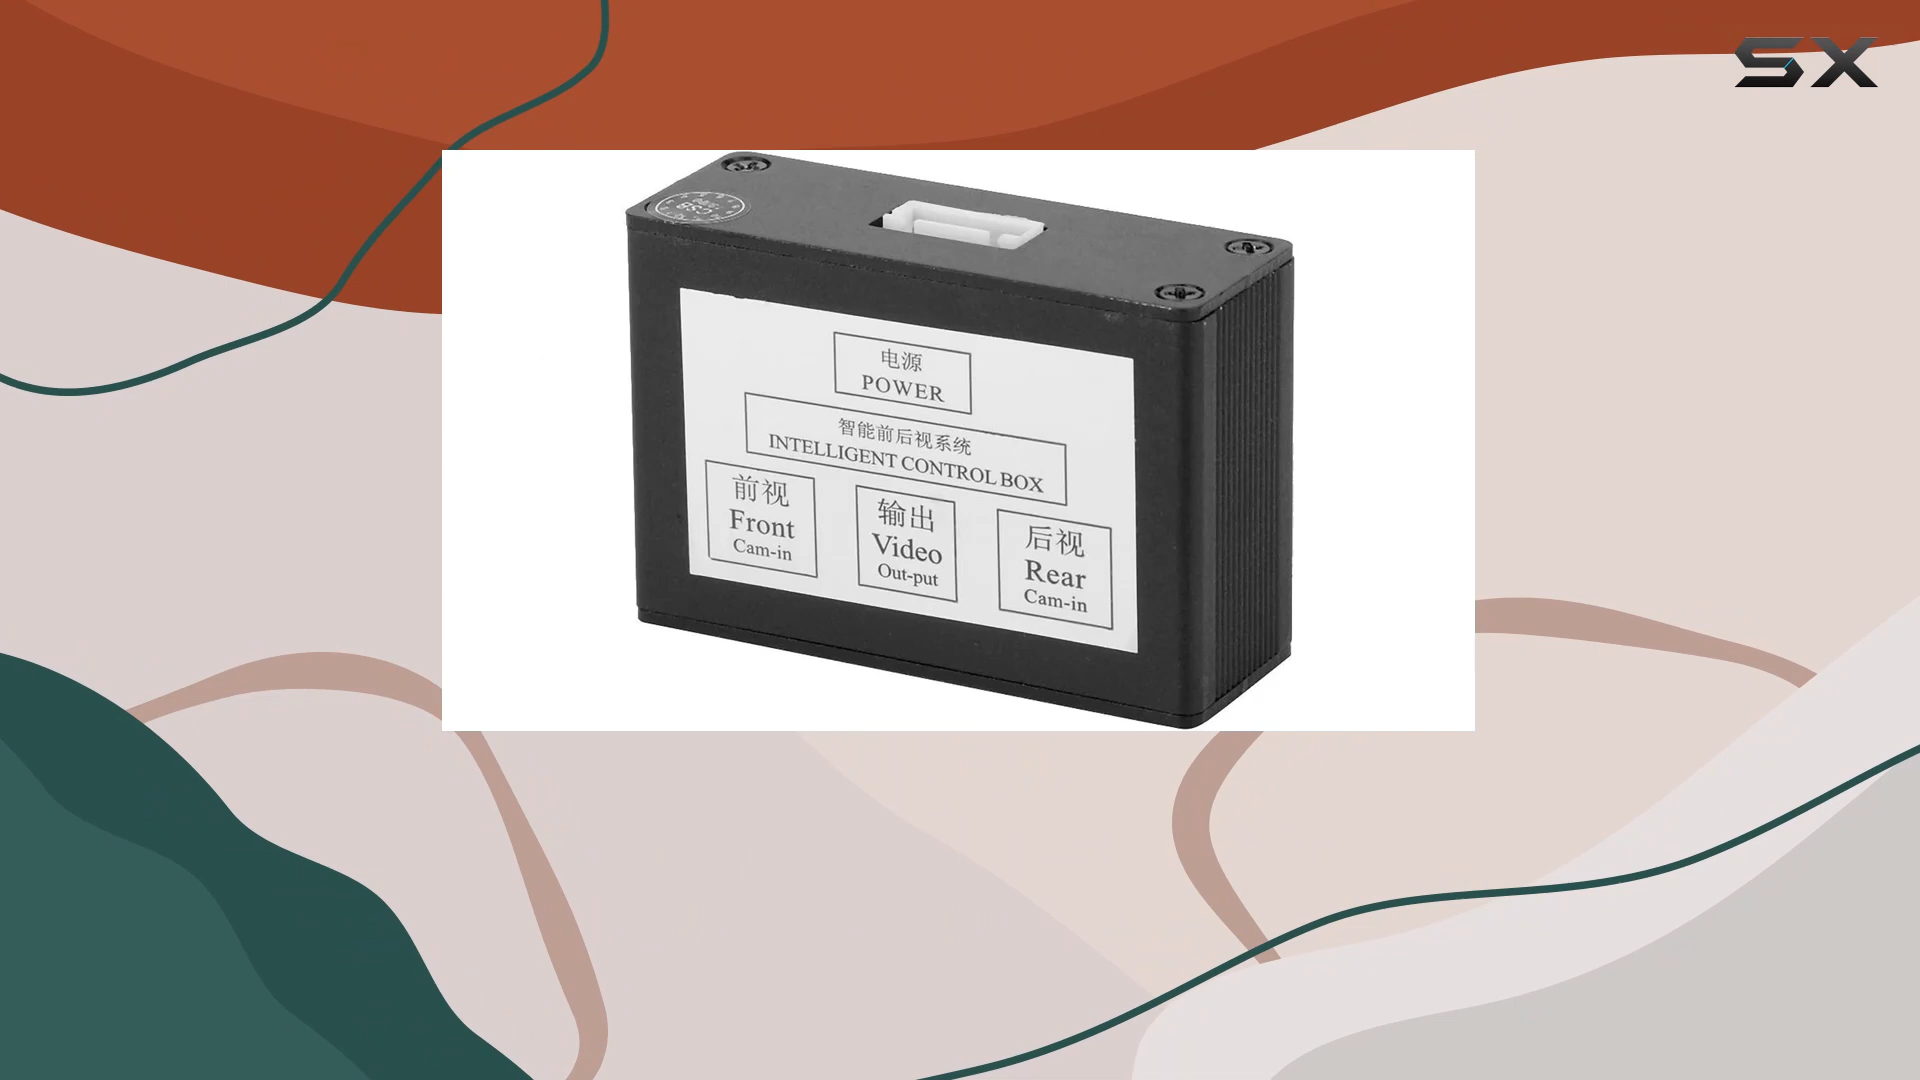 SX
CSB
电源
POWER
智能前后视系统
INTELLIGENT CONTROL BOX
前视
Front
Cam-in
输出
Video
Out-put
后视
Rear
Cam-in